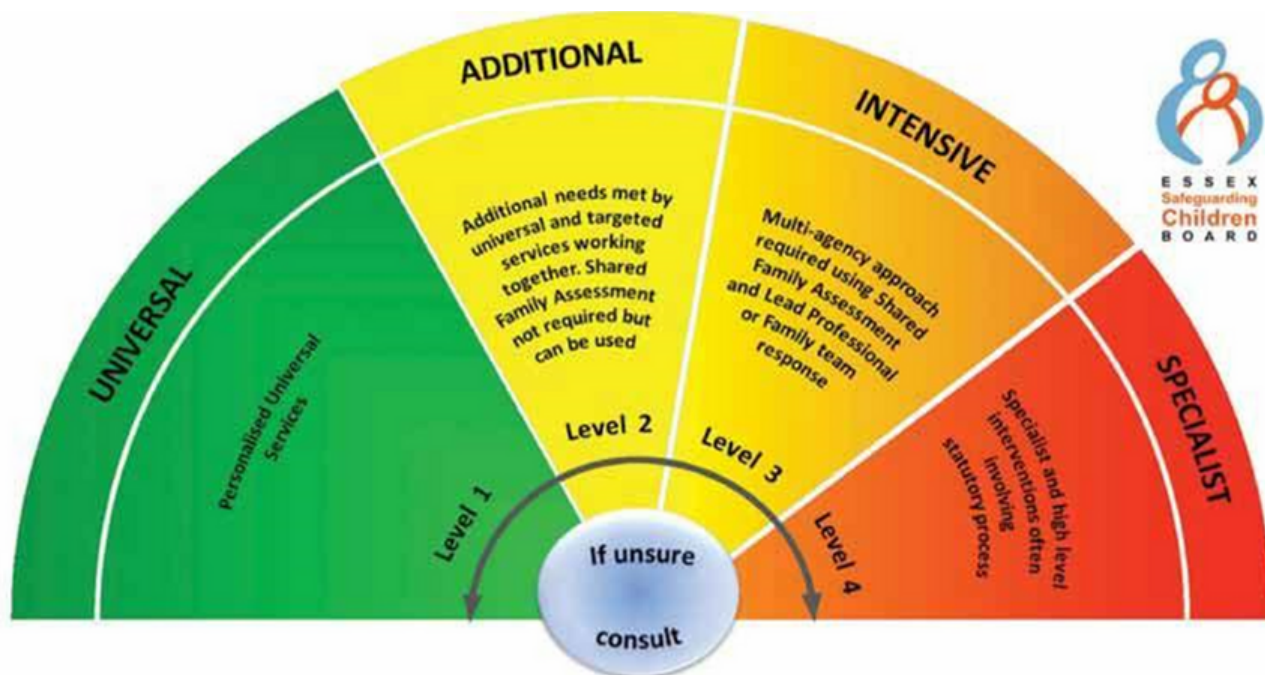 UNIVERSAL
Personalised Universal
Services
Level 1
ADDITIONAL
Additional needs met by
universal and targeted
services working
together. Shared
Family Assessment
not required but
can be used
Level 2
INTENSIVE
Multi-agency approach
required using Shared
Family Assessment
and Lead Professional
or Family team
response
Level 3
SPECIALIST
Specialist and high level
interventions often
involving
statutory process
Level 4
If unsure
consult
ESSEX
Safeguarding
Children
BOARD